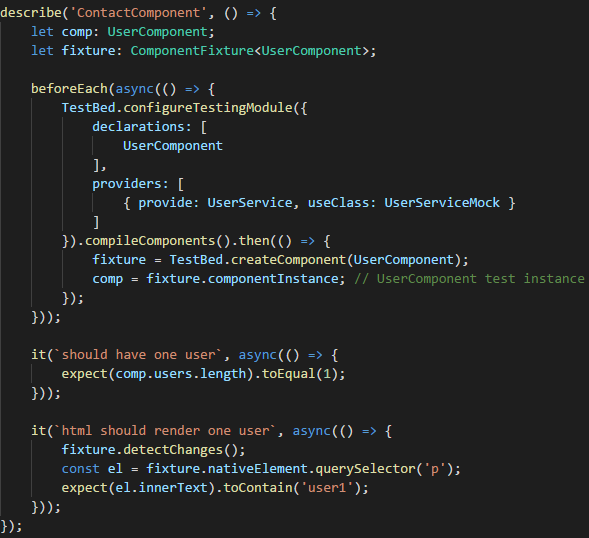 describe('ContactComponent', () => {
    let comp: UserComponent;
    let fixture: ComponentFixture<UserComponent>;

    beforeEach(async(() => {
        TestBed.configureTestingModule({
            declarations: [
                UserComponent
            ],
            providers: [
                { provide: UserService, useClass: UserServiceMock }
            ]
        }).compileComponents().then(() => {
            fixture = TestBed.createComponent(UserComponent);
            comp = fixture.componentInstance; // UserComponent test instance
        });
    }));

    it(`should have one user`, async(() => {
        expect(comp.users.length).toEqual(1);
    }));

    it(`html should render one user`, async(() => {
        fixture.detectChanges();
        const el = fixture.nativeElement.querySelector('p');
        expect(el.innerText).toContain('user1');
    }));
});